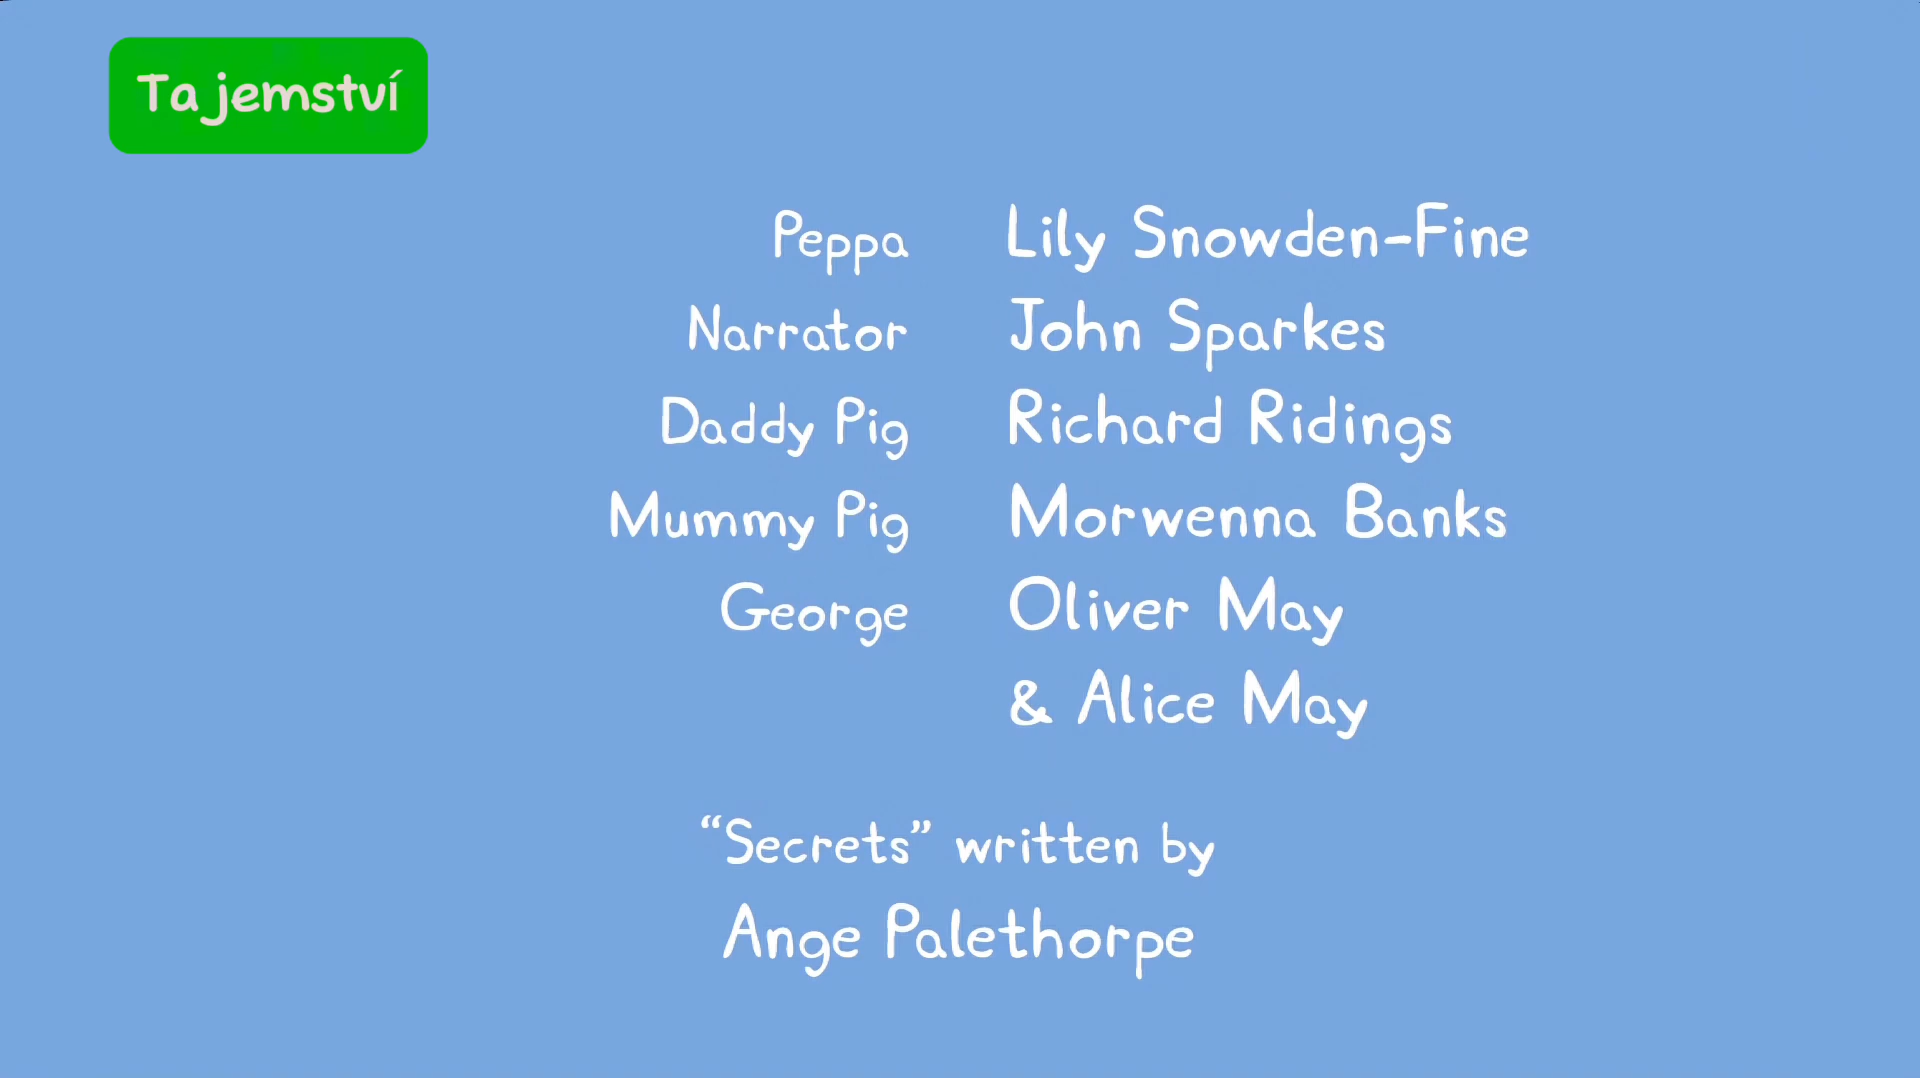 Tajemství
Peppa Lily Snowden-Fine
Narrator John Sparkes
Daddy Pig Richard Ridings
Mummy Pig Morwenna Banks
George Oliver May
& Alice May
“Secrets” written by
Ange Palethorpe